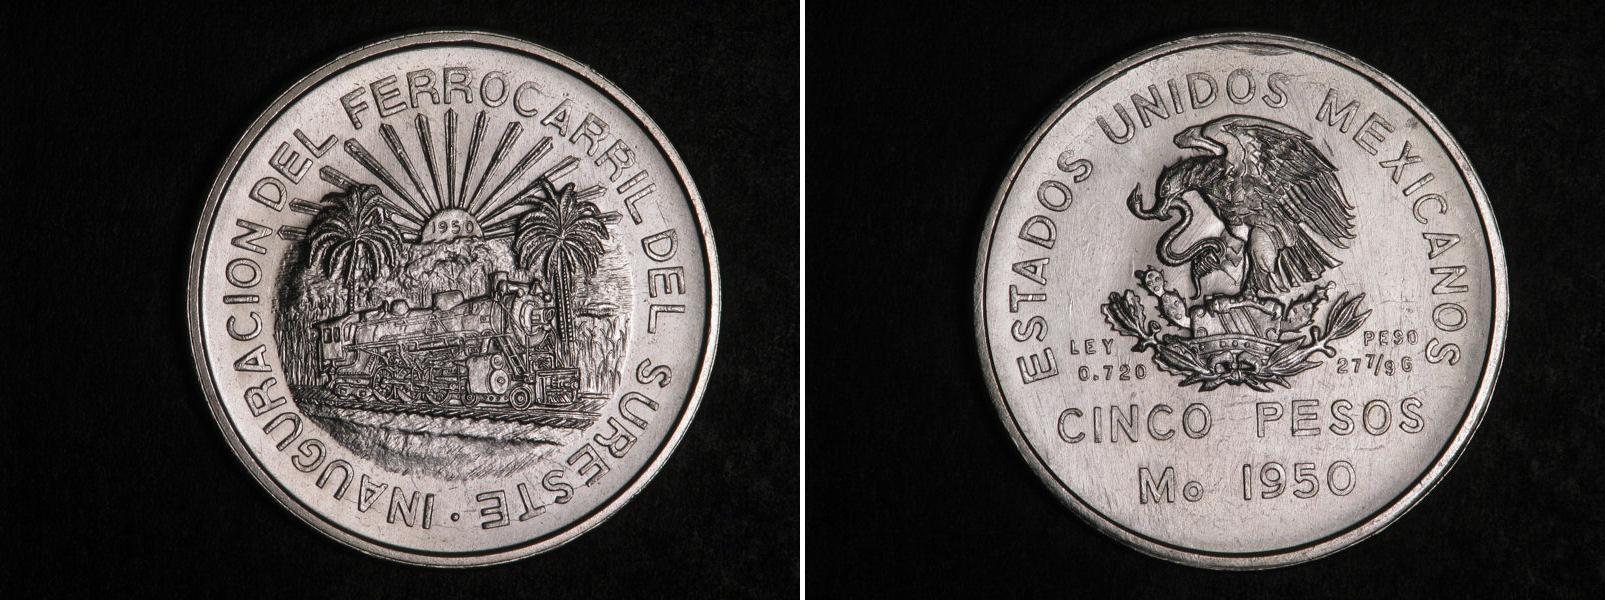 INAUGURACION DEL FERROCARRIL DEL SURESTE ·
1950
ESTADOS UNIDOS MEXICANOS
LEY
0.720
PESO
27 7/9 G
CINCO PESOS
Mo 1950